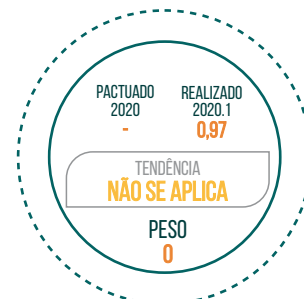 PACTUADO REALIZADO
2020 2020.1
- 0,97
TENDÊNCIA
NÃO SE APLICA
PESO
0